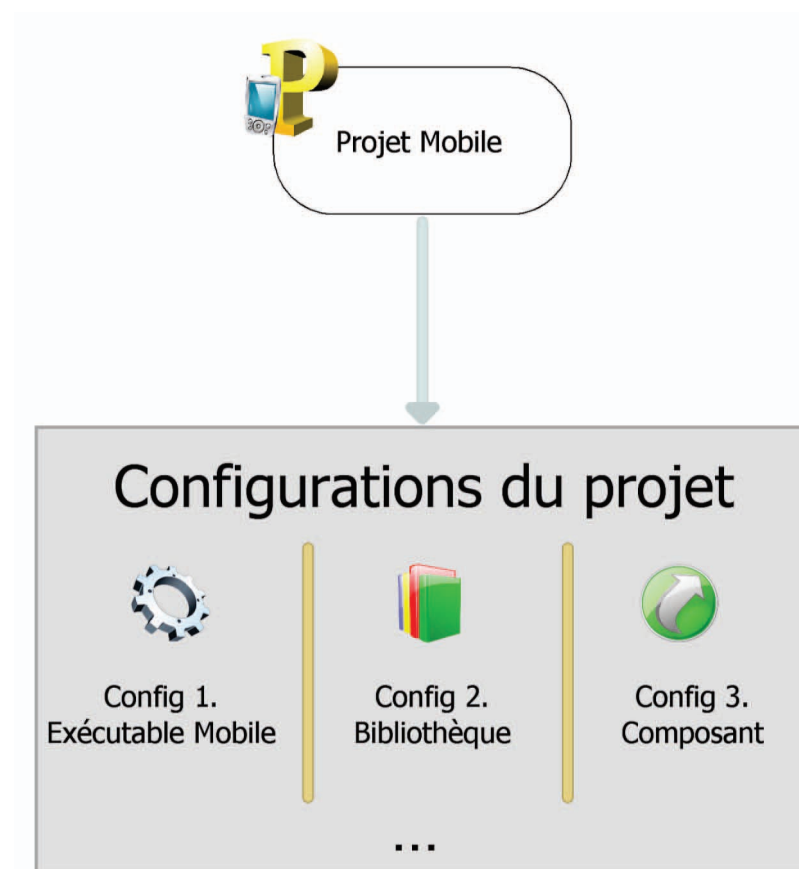 Projet Mobile
Configurations du projet
Config 1.
Exécutable Mobile
Config 2.
Bibliothèque
Config 3.
Composant
...